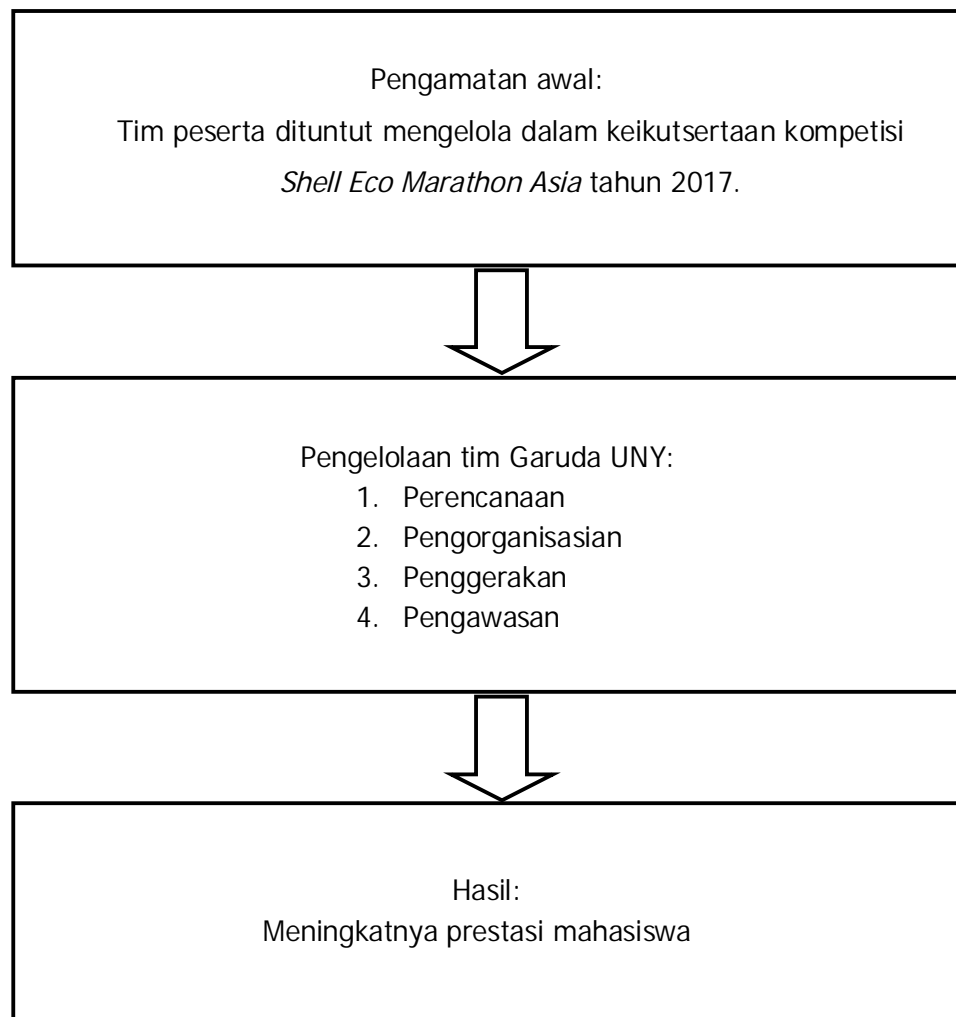 Pengamatan awal:
Tim peserta dituntut mengelola dalam keikutsertaan kompetisi
Shell Eco Marathon Asia tahun 2017.
Pengelolaan tim Garuda UNY:
1. Perencanaan
2. Pengorganisasian
3. Penggerakan
4. Pengawasan
Hasil:
Meningkatnya prestasi mahasiswa